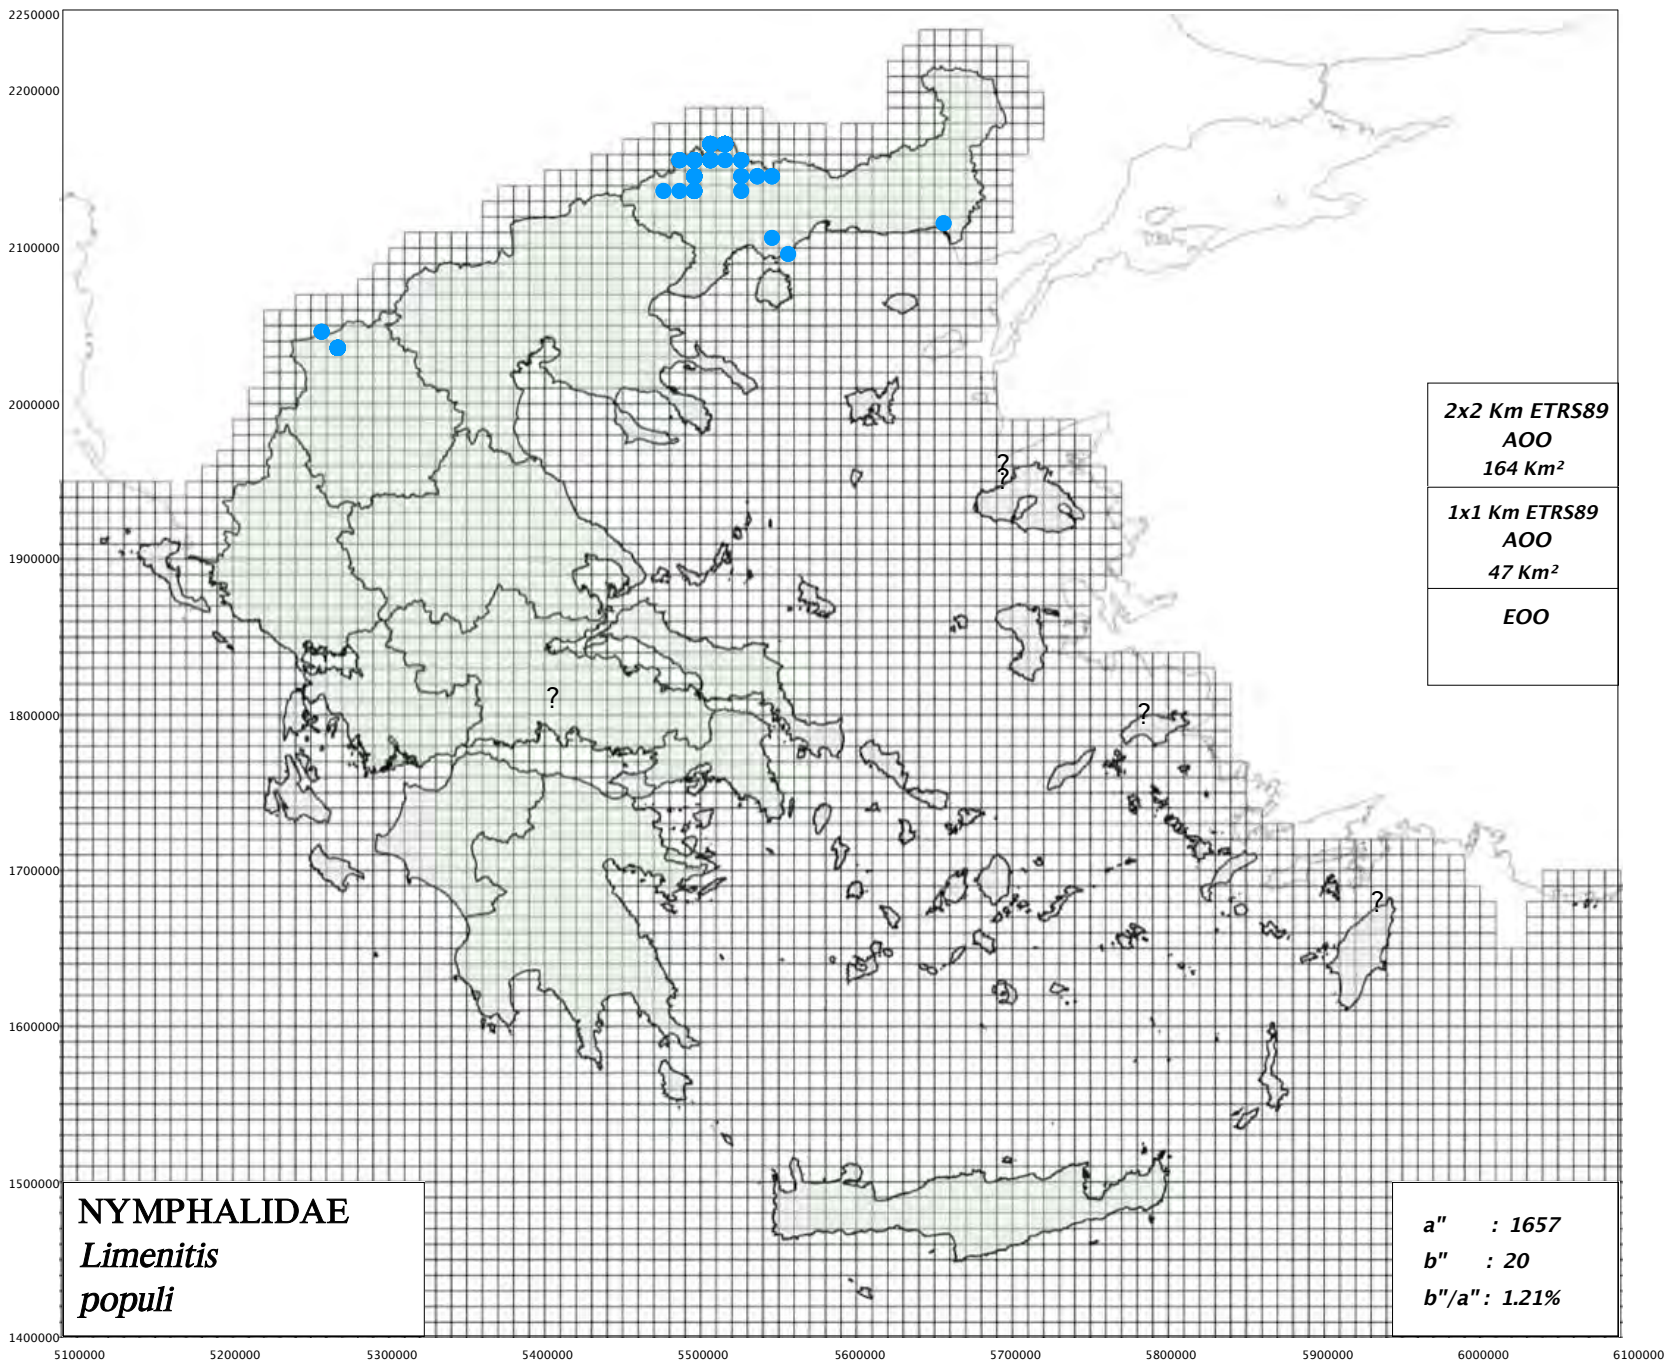 2250000
2200000
2100000
2000000
1900000
1800000
1700000
1600000
1500000
1400000
?
?
?
?
?
2x2 Km ETRS89
AOO
164 Km²
1x1 Km ETRS89
AOO
47 Km²
EOO
NYMPHALIDAE
Limenitis
populi
a" : 1657
b" : 20
b"/a" : 1.21%
5100000 5200000 5300000 5400000 5500000 5600000 5700000 5800000 5900000 6000000 6100000